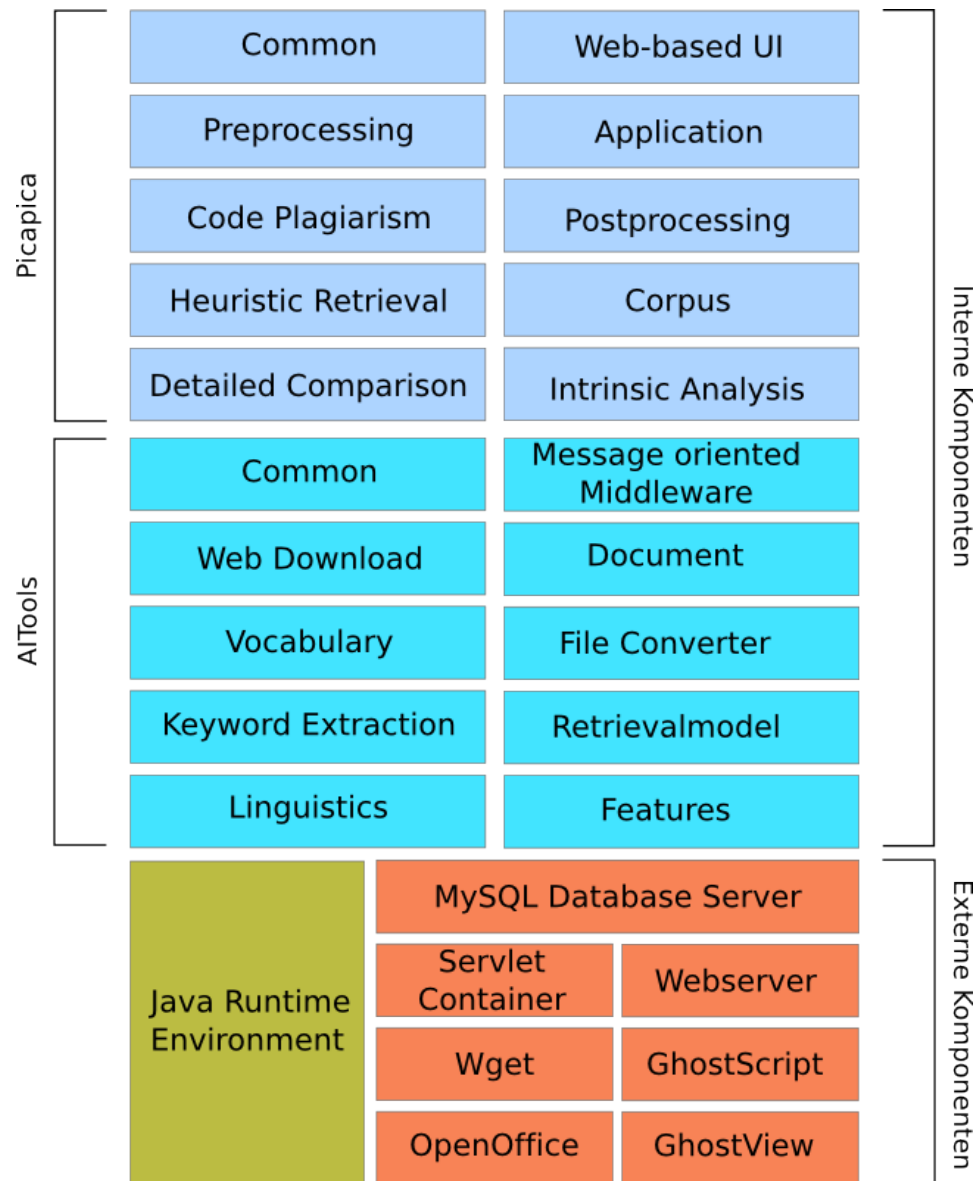 Picapica
Common
Web-based UI
Preprocessing
Application
Code Plagiarism
Postprocessing
Heuristic Retrieval
Corpus
Detailed Comparison
Intrinsic Analysis
Interne Komponenten
AITools
Common
Message oriented
Middleware
Web Download
Document
Vocabulary
File Converter
Keyword Extraction
Retrievalmodel
Linguistics
Features
Java Runtime
Environment
MySQL Database Server
Servlet
Container
Webserver
Wget
GhostScript
OpenOffice
GhostView
Externe Komponenten